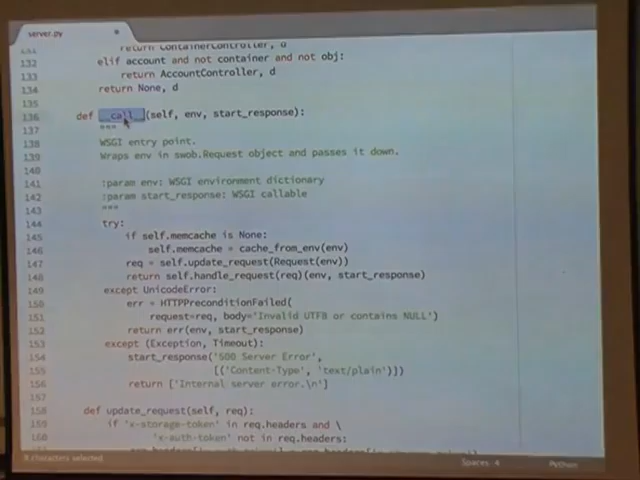 server.py
131 return ContainerController, d
132 elif account and not container and not obj:
133 return AccountController, d
134 return None, d
135
136 def __call__(self, env, start_response):
137 """
138 WSGI entry point.
139 Wraps env in swob.Request object and passes it down.
140
141 :param env: WSGI environment dictionary
142 :param start_response: WSGI callable
143 """
144 try:
145 if self.memcache is None:
146 self.memcache = cache_from_env(env)
147 req = self.update_request(Request(env))
148 return self.handle_request(req)(env, start_response)
149 except UnicodeError:
150 err = HTTPPreconditionFailed(
151 request=req, body='Invalid UTF8 or contains NULL')
152 return err(env, start_response)
153 except (Exception, Timeout):
154 start_response('500 Server Error',
155 [('Content-Type', 'text/plain')])
156 return ['Internal server error.\n']
157
158 def update_request(self, req):
159 if 'x-storage-token' in req.headers and \
160 'x-auth-token' not in req.headers:
8 characters selected
Spaces: 4
Python